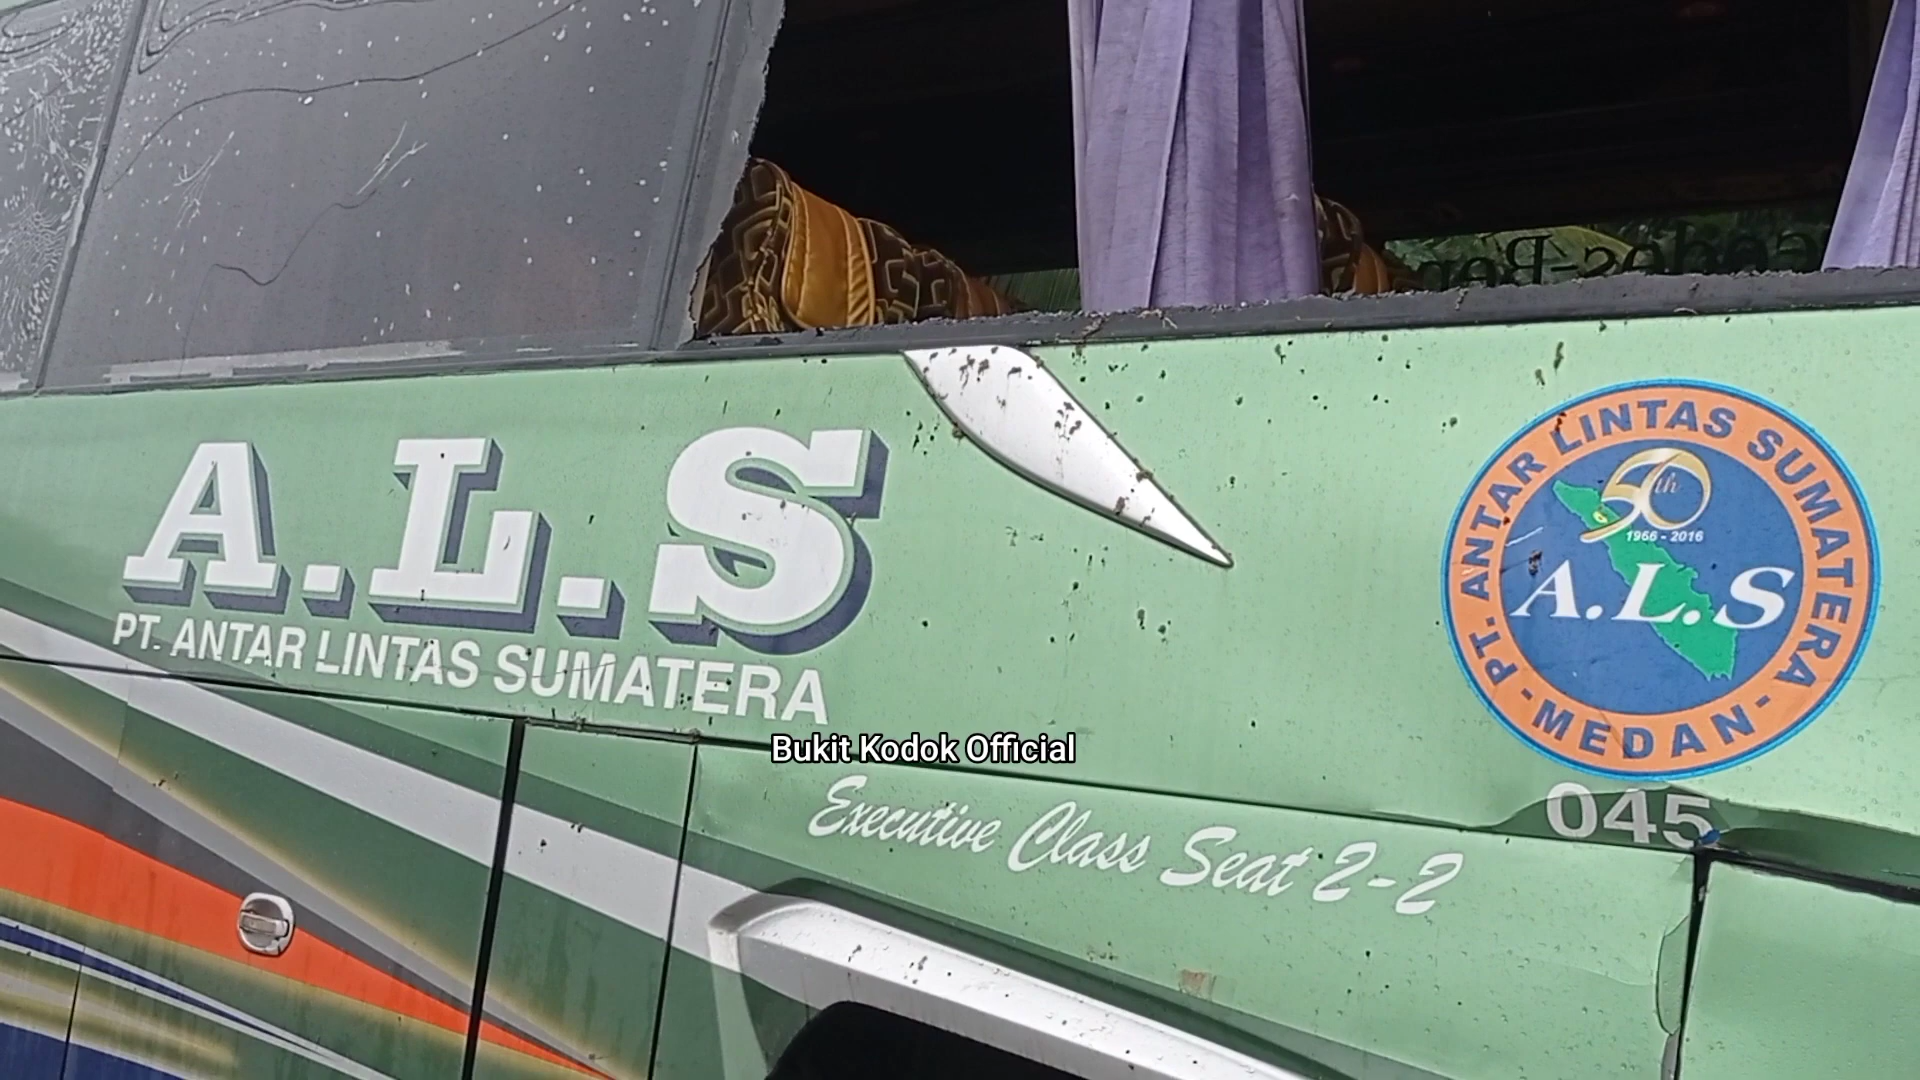 A.L.S
PT. ANTAR LINTAS SUMATERA
Bukit Kodok Official
Executive Class Seat 2-2
PT. ANTAR LINTAS SUMATERA
50th
1966 - 2016
A.L.S
- MEDAN -
045